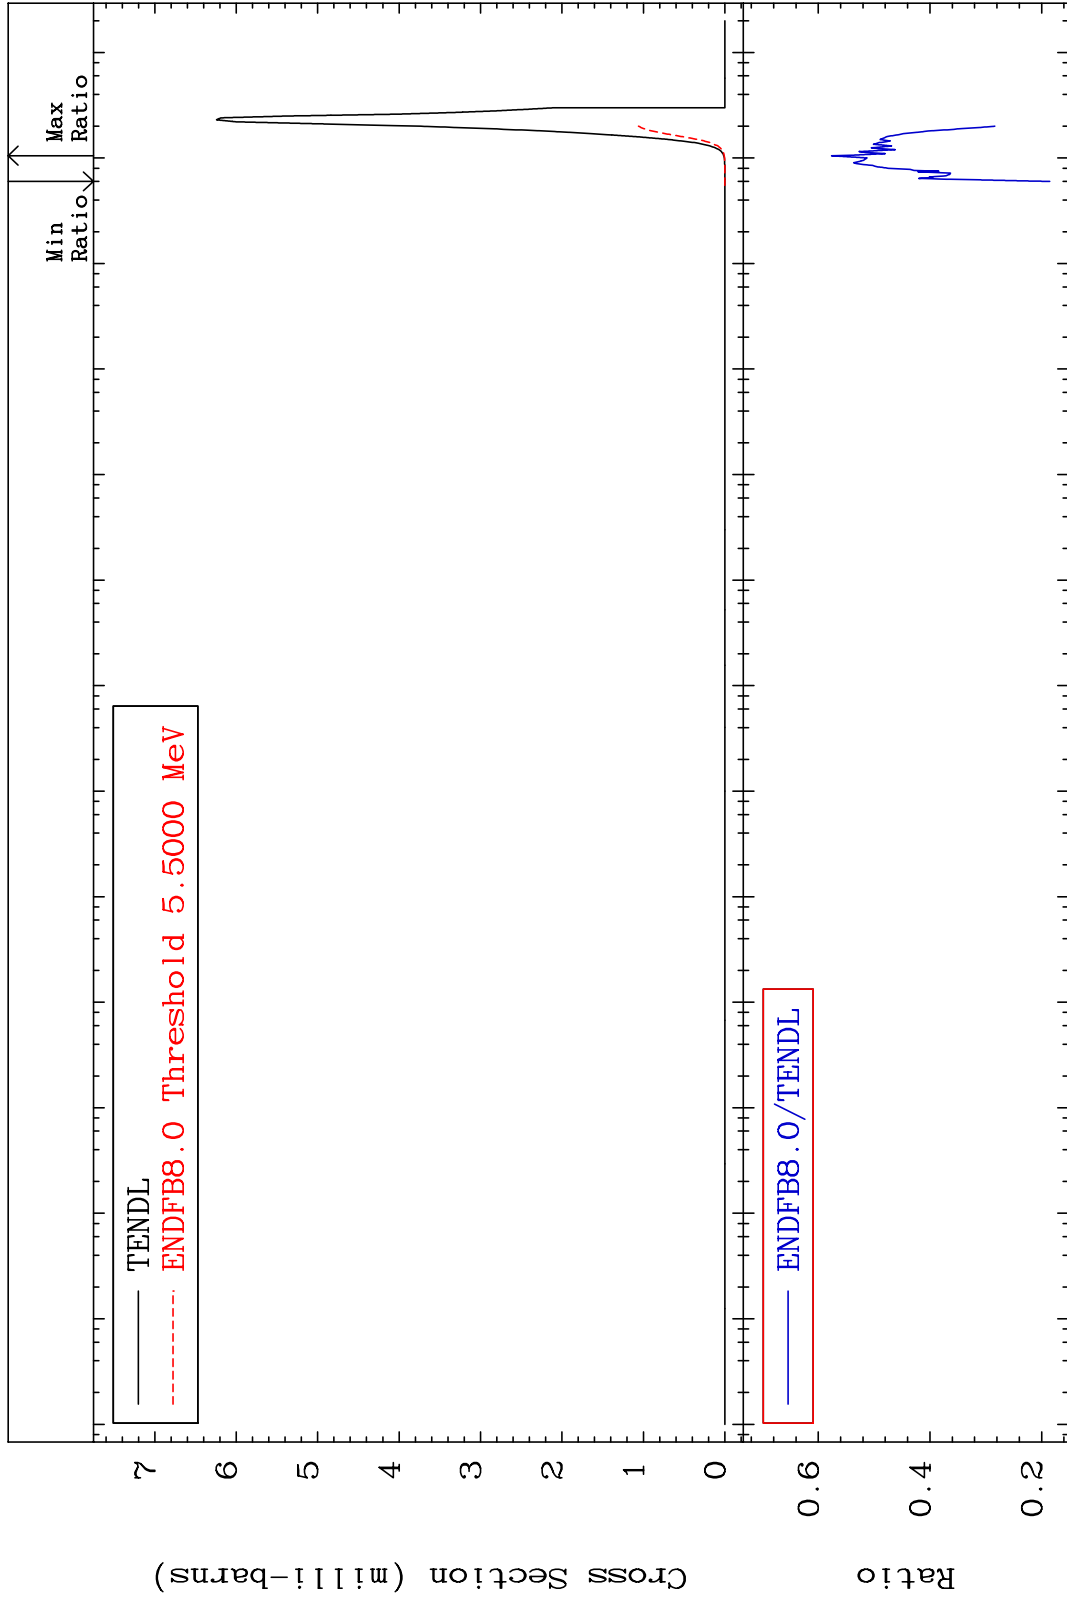 Min
Ratio
Max
Ratio
TENDL
ENDFB8.0 Threshold 5.5000 MeV
7
6
5
4
3
2
1
0
Cross Section (milli-barns)
ENDFB8.0/TENDL
0.6
0.4
0.2
Ratio